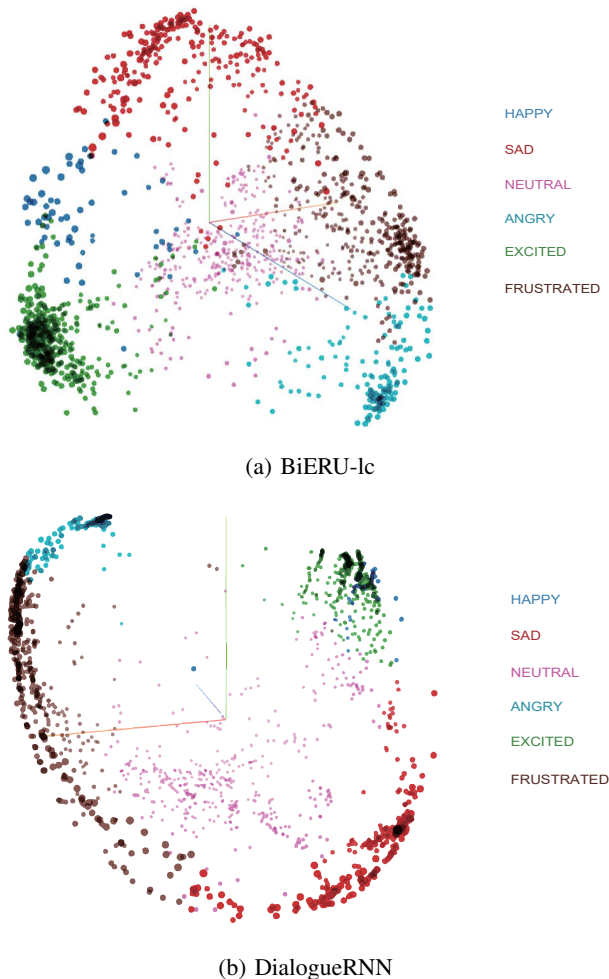 HAPPY
SAD
NEUTRAL
ANGRY
EXCITED
FRUSTRATED
(a) BiERU-lc
HAPPY
SAD
NEUTRAL
ANGRY
EXCITED
FRUSTRATED
(b) DialogueRNN